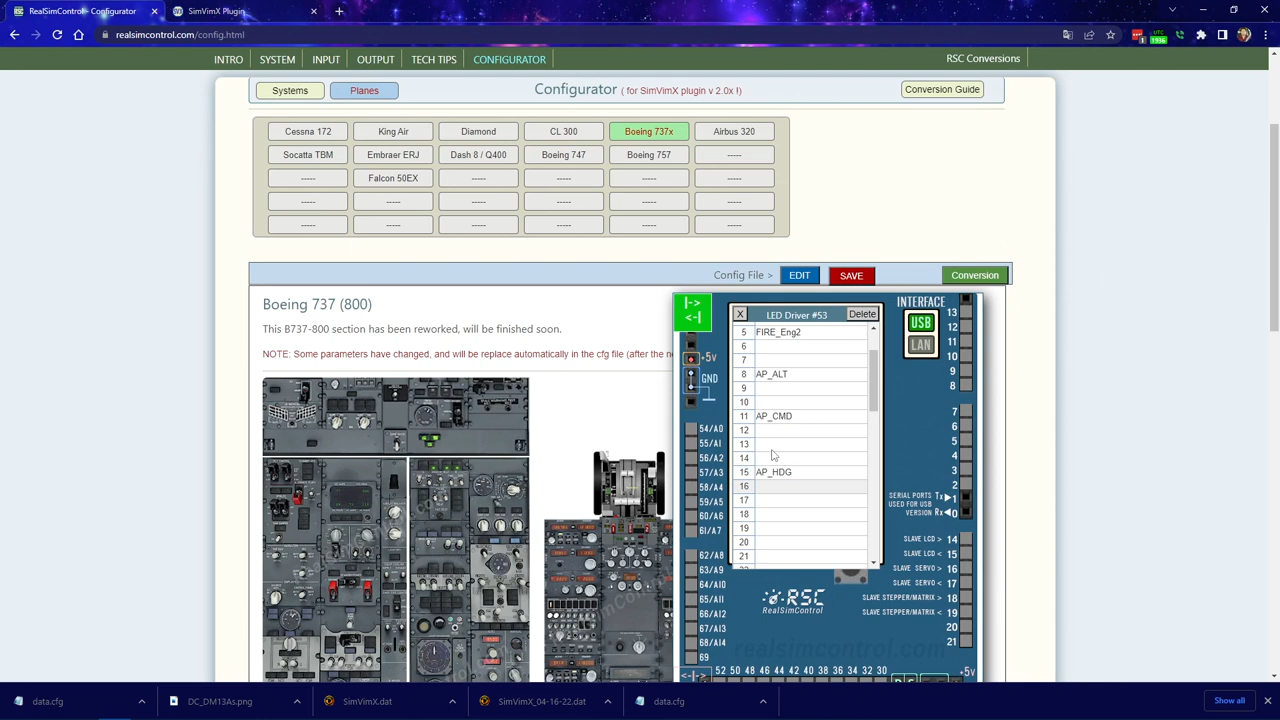 RealSimControl - Configurator
SimVimX Plugin
realsimcontrol.com/config.html
1
UTC
1936
INTRO SYSTEM INPUT OUTPUT TECH TIPS CONFIGURATOR RSC Conversions
Systems Planes Configurator ( for SimVimX plugin v 2.0x !) Conversion Guide
Cessna 172 King Air Diamond CL 300 Boeing 737x Airbus 320
Socatta TBM Embraer ERJ Dash 8 / Q400 Boeing 747 Boeing 757 -----
----- Falcon 50EX ----- ----- ----- -----
----- ----- ----- ----- ----- -----
----- ----- ----- ----- ----- -----
Config File > EDIT SAVE Conversion
Boeing 737 (800)
This B737-800 section has been reworked, will be finished soon.
NOTE: Some parameters have changed, and will be replace automatically in the cfg file (after the ne
|->
<-|
+5v
GND
54/A0
55/A1
56/A2
57/A3
58/A4
59/A5
60/A6
61/A7
62/A8
63/A9
64/A10
65/A11
66/A12
67/A13
68/A14
69
X LED Driver #53 Delete
5 FIRE_Eng2
6
7
8 AP_ALT
9
10
11 AP_CMD
12
13
14
15 AP_HDG
16
17
18
19
20
21
INTERFACE
USB
LAN
13
12
11
10
9
8
7
6
5
4
3
2
SERIAL PORTS Tx ▶1
USED FOR USB
VERSION Rx ◀0
SLAVE LCD > 14
SLAVE LCD < 15
SLAVE SERVO > 16
SLAVE SERVO < 17
SLAVE STEPPER/MATRIX > 18
SLAVE STEPPER/MATRIX < 19
20
21
RSC
RealSimControl
realsimcontrol.com
<-|->
52 50 48 46 44 42 40 38 36 34 32 30
+5v
data.cfg DC_DM13As.png SimVimX.dat SimVimX_04-16-22.dat data.cfg Show all